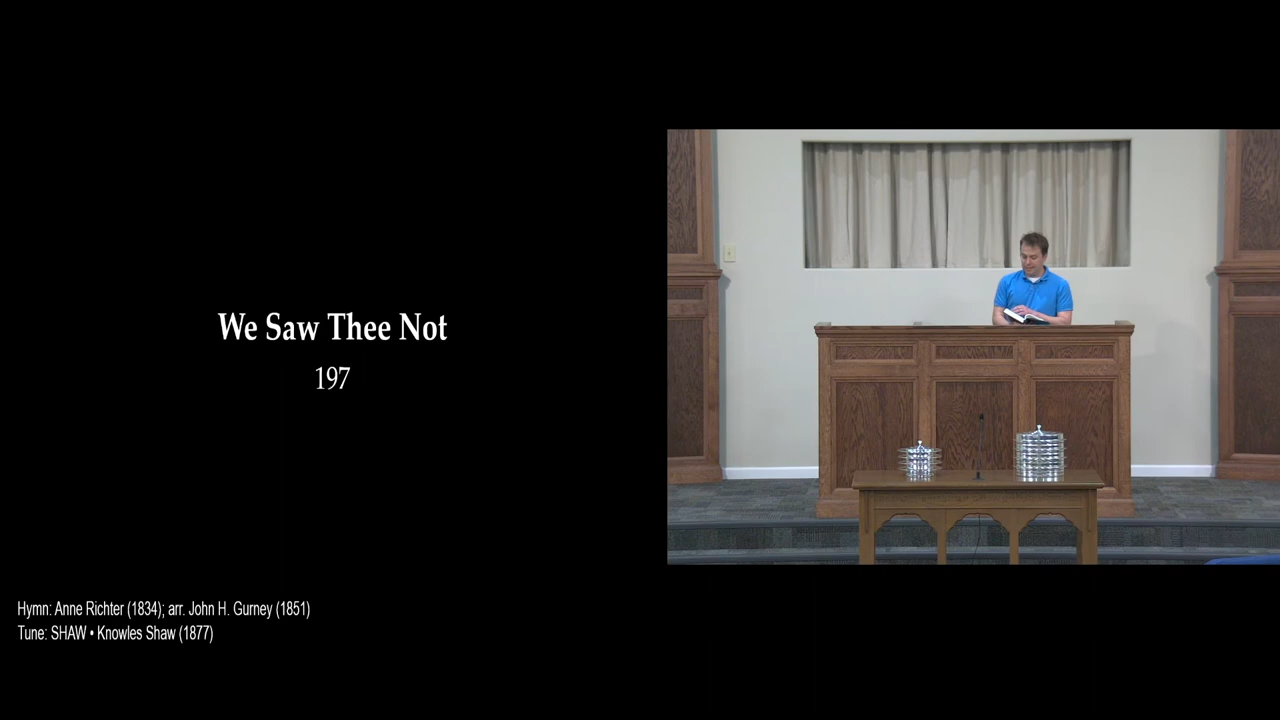 We Saw Thee Not
197
Hymn: Anne Richter (1834); arr. John H. Gurney (1851)
Tune: SHAW • Knowles Shaw (1877)